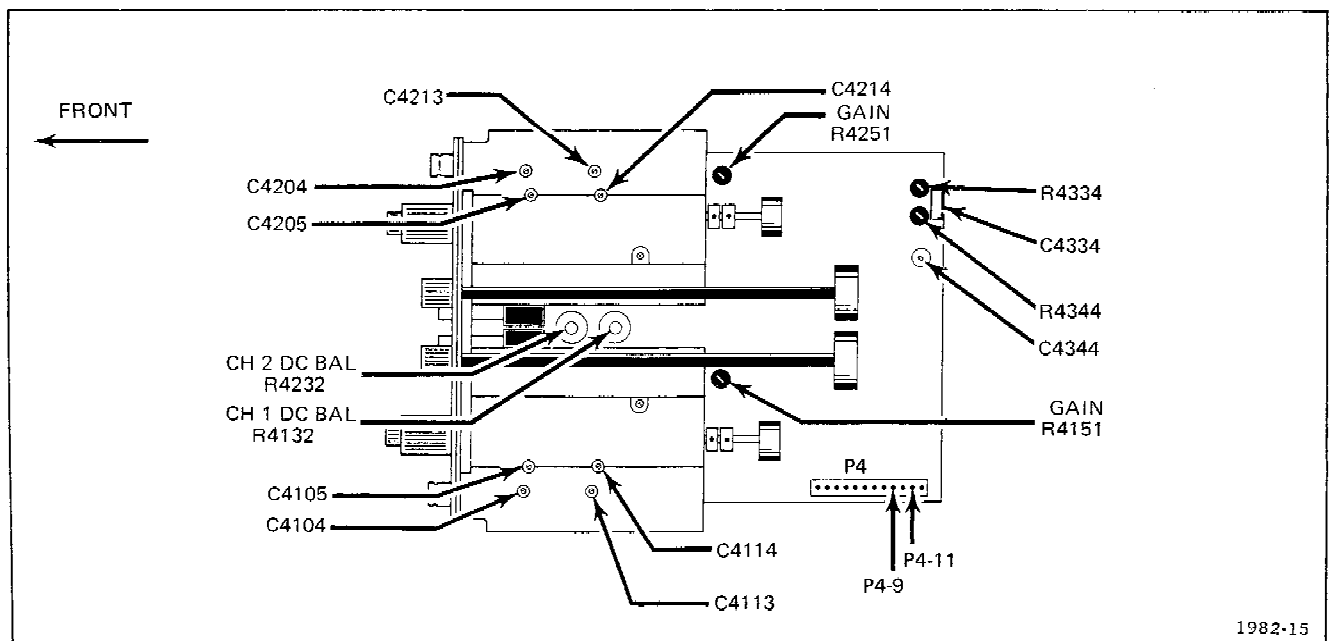 FRONT
C4213
C4214
GAIN
R4251
C4204
C4205
R4334
C4334
R4344
C4344
CH 2 DC BAL
R4232
CH 1 DC BAL
R4132
GAIN
R4151
P4
C4105
C4104
C4114
C4113
P4-11
P4-9
1982-15